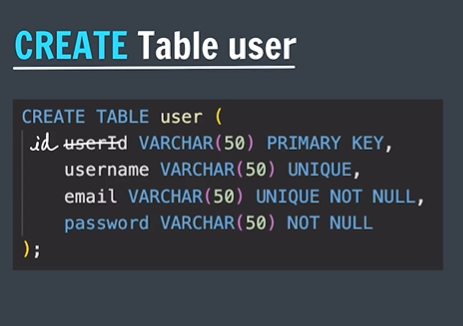 CREATE Table user
CREATE TABLE user (
id userId VARCHAR(50) PRIMARY KEY,
username VARCHAR(50) UNIQUE,
email VARCHAR(50) UNIQUE NOT NULL,
password VARCHAR(50) NOT NULL
);